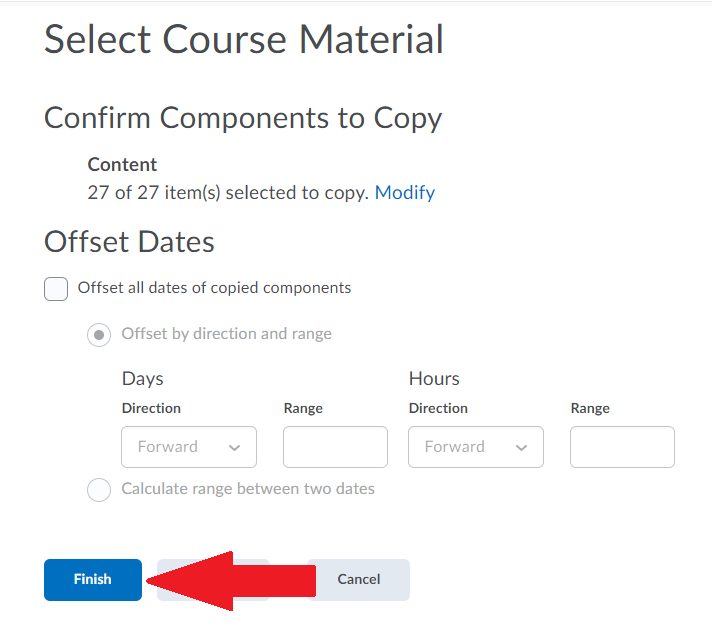 Select Course Material
Confirm Components to Copy
Content
27 of 27 item(s) selected to copy. Modify
Offset Dates
Offset all dates of copied components
Offset by direction and range
Days Hours
Direction Range Direction Range
Forward Forward
Calculate range between two dates
Finish Cancel